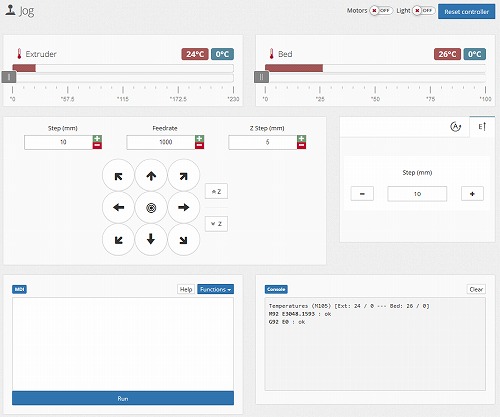 Jog
Motors OFF Light OFF Reset controller
Extruder 24°C 0°C
°0 °57.5 °115 °172.5 °230
Bed 26°C 0°C
°0 °25 °50 °75 °100
Step (mm) Feedrate Z Step (mm)
10 1000 5
Z
Z
A E
Step (mm)
10
MDI Help Functions
Run
Console Clear
Temperatures (M105) [Ext: 24 / 0 --- Bed: 26 / 0]
M92 E3048.1593 : ok
G92 E0 : ok